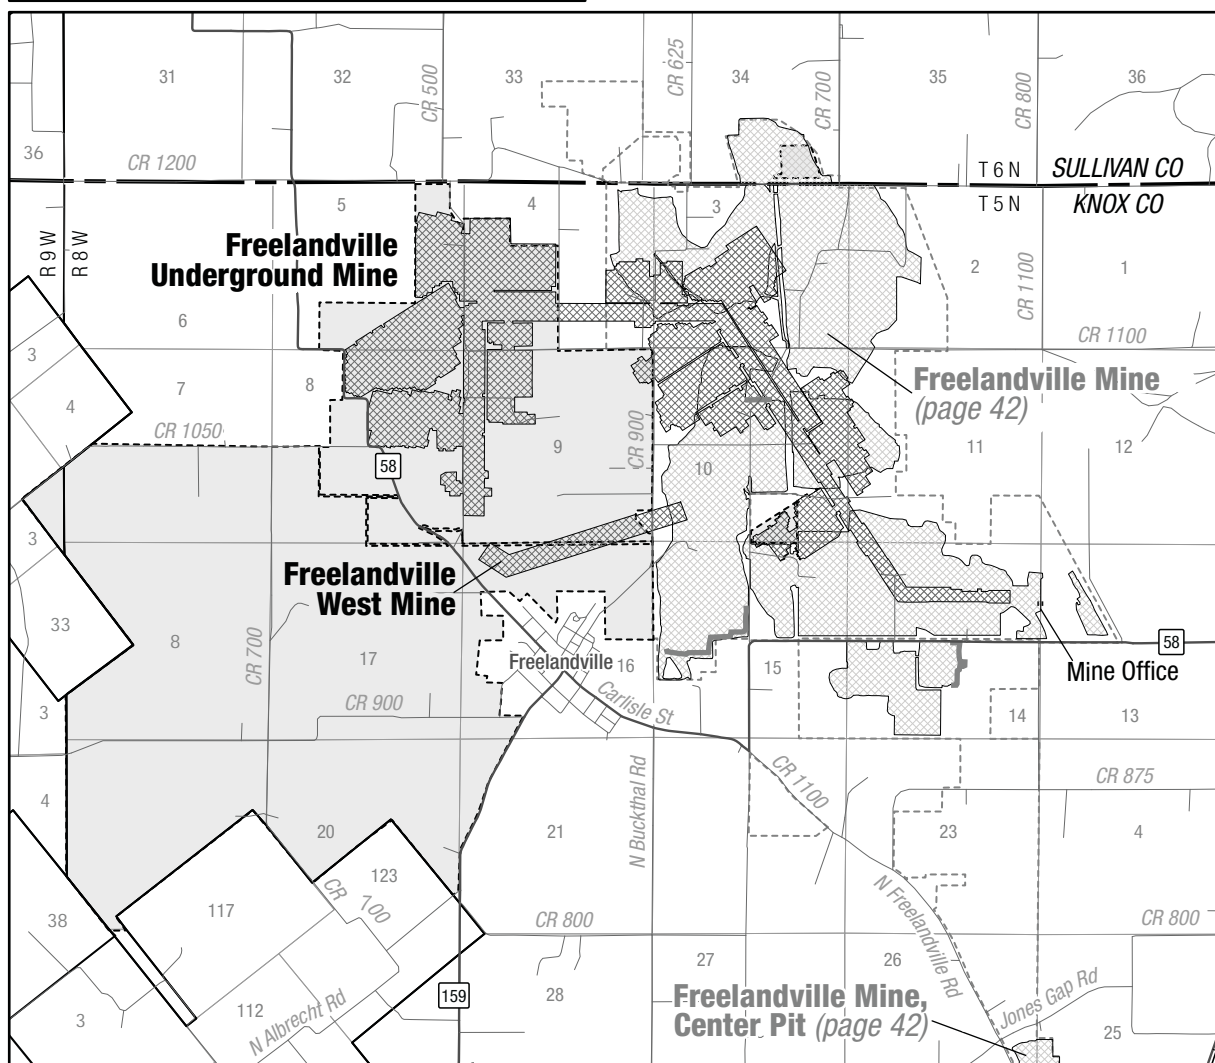 31
32
33
34
35
36
CR 500
CR 625
CR 700
CR 800
36
CR 1200
T 6 N
SULLIVAN CO
T 5 N
KNOX CO
R 9 W
R 8 W
5
4
3
2
1
Freelandville
Underground Mine
CR 1100
6
CR 1100
3
7
8
Freelandville Mine
(page 42)
4
CR 1050
CR 900
9
10
11
12
58
3
Freelandville
West Mine
33
8
CR 700
17
Freelandville
16
15
58
Mine Office
3
CR 900
Carlisle St
14
13
4
N Buckthal Rd
CR 1100
CR 875
20
21
23
4
123
CR 100
N Freelandville Rd
38
117
CR 800
CR 800
27
26
159
28
Jones Gap Rd
Freelandville Mine,
Center Pit (page 42)
112
N Albrecht Rd
3
25